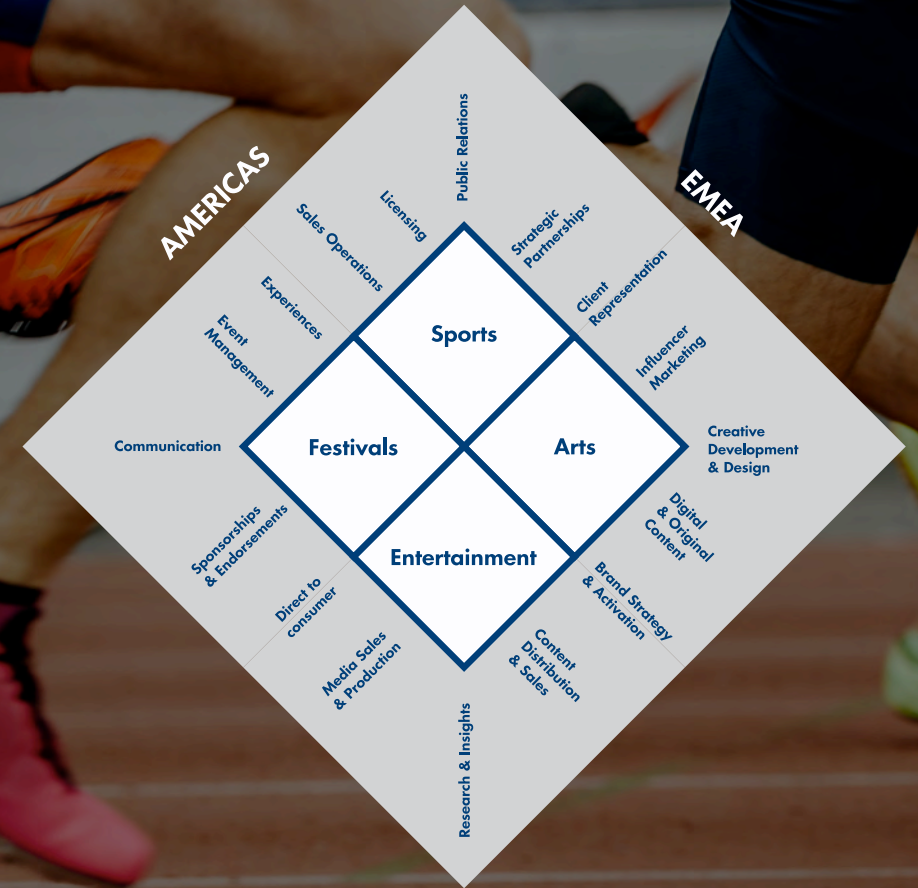 AMERICAS
EMEA
Public Relations
Licensing
Sales Operations
Strategic
Partnerships
Experiences
Client
Representation
Event
Management
Sports
Influencer
Marketing
Communication
Festivals
Arts
Creative
Development
& Design
Sponsorships
& Endorsements
Digital
& Original
Content
Entertainment
Direct to
consumer
Brand Strategy
& Activation
Media Sales
& Production
Content
Distribution
& Sales
Research & Insights